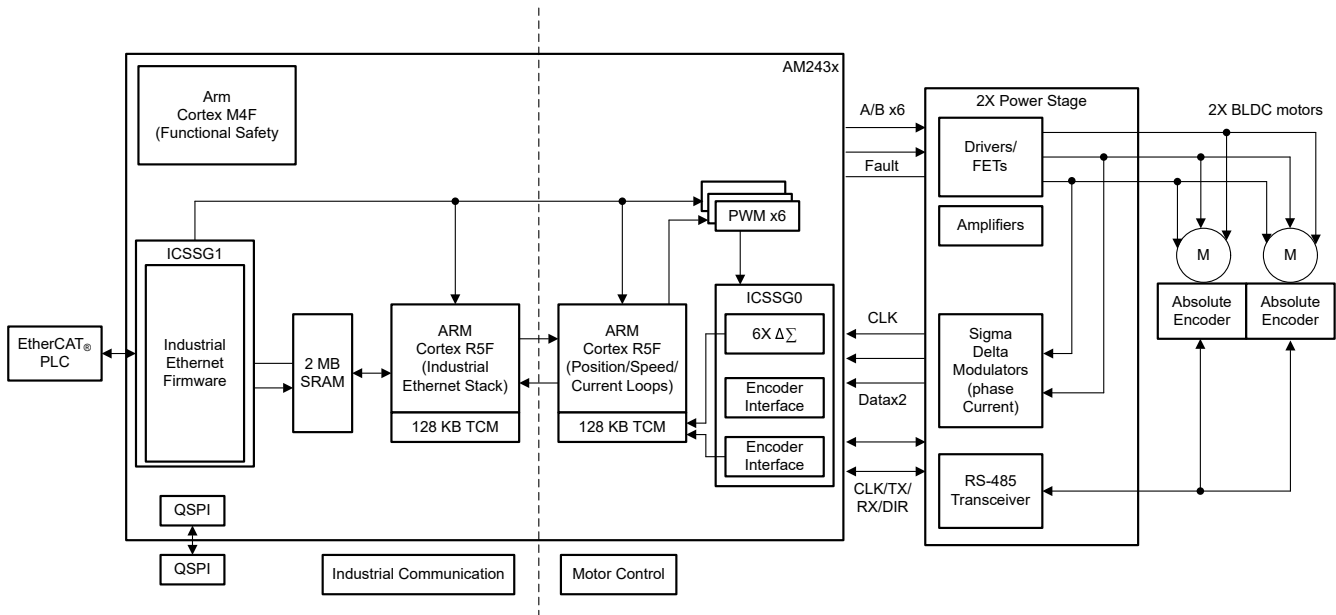 AM243x
Arm
Cortex M4F
(Functional Safety
A/B x6
Fault
2X Power Stage
Drivers/
FETs
Amplifiers
2X BLDC motors
M
M
PWM x6
ICSSG1
Industrial
Ethernet
Firmware
EtherCAT®
PLC
2 MB
SRAM
ARM
Cortex R5F
(Industrial
Ethernet Stack)
128 KB TCM
ARM
Cortex R5F
(Position/Speed/
Current Loops)
128 KB TCM
ICSSG0
6X Δ∑
Encoder
Interface
Encoder
Interface
CLK
Datax2
CLK/TX/
RX/DIR
Sigma
Delta
Modulators
(phase
Current)
RS-485
Transceiver
Absolute
Encoder
Absolute
Encoder
QSPI
QSPI
Industrial Communication
Motor Control